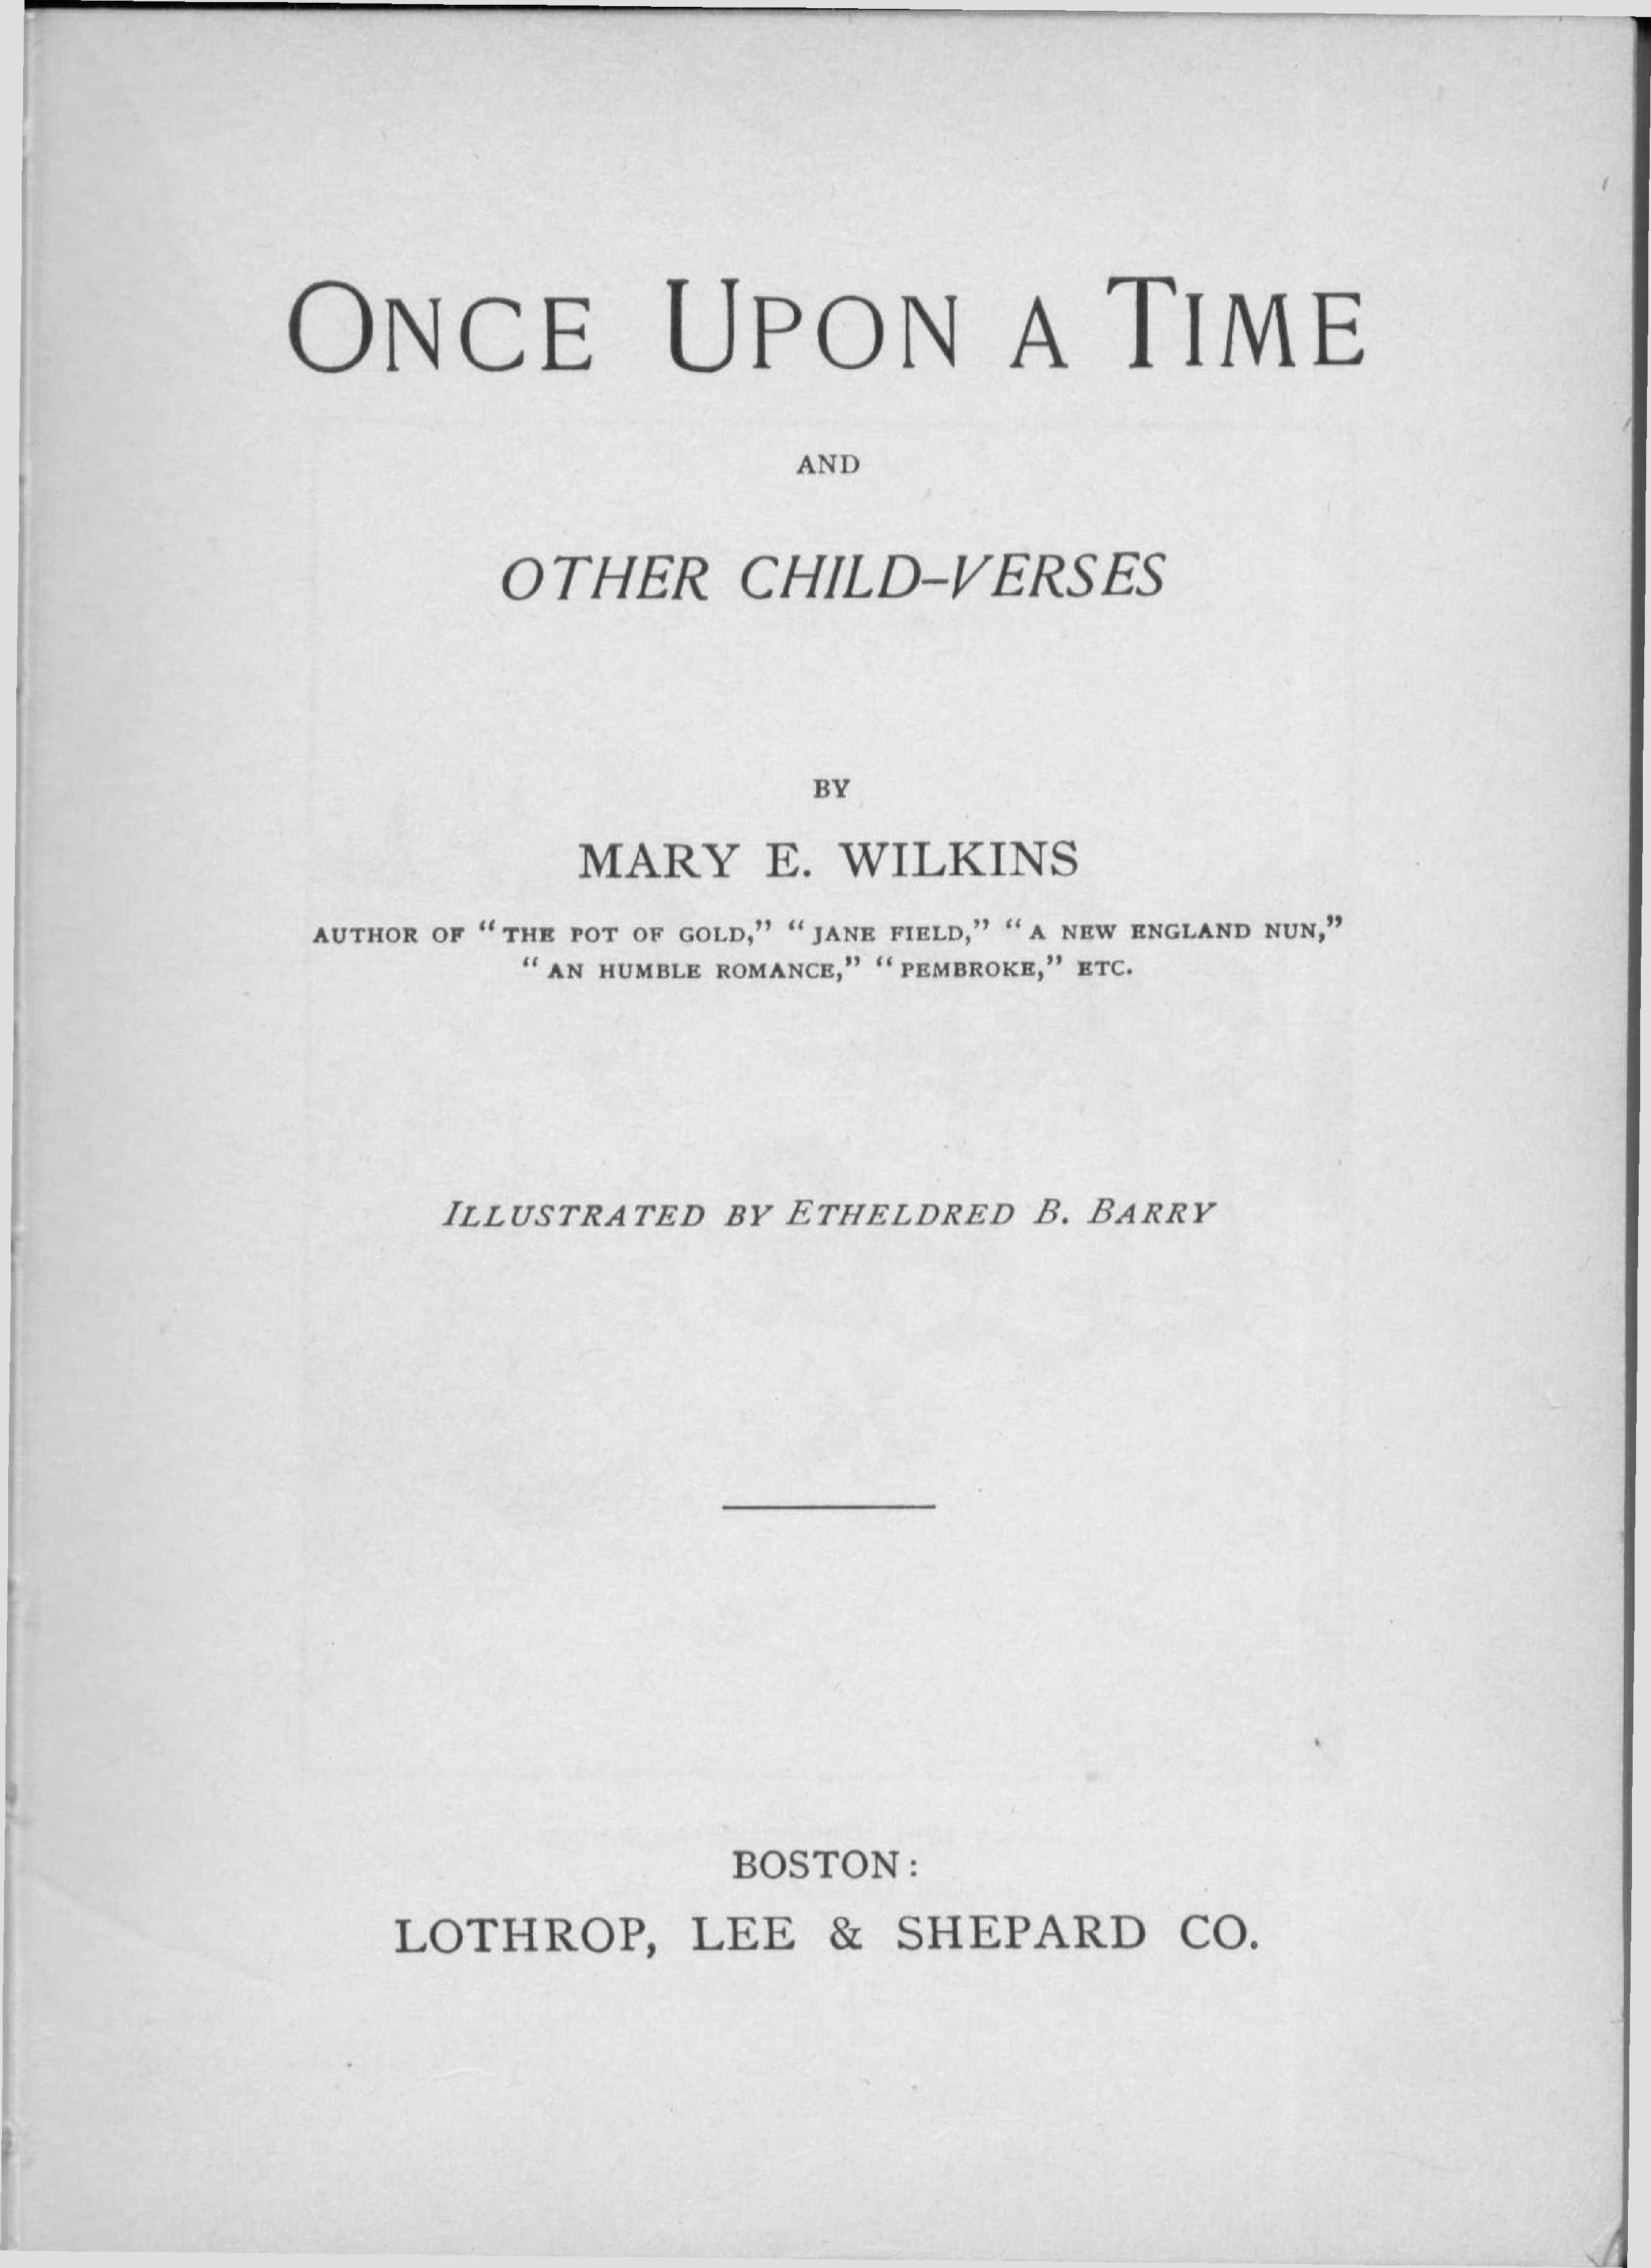 ONCE UPON A TIME
AND
OTHER CHILD-VERSES
BY
MARY E. WILKINS
AUTHOR OF “THE POT OF GOLD,” “JANE FIELD,” “A NEW ENGLAND NUN,”
“AN HUMBLE ROMANCE,” “PEMBROKE,” ETC.
ILLUSTRATED BY ETHELDRED B. BARRY
BOSTON:
LOTHROP, LEE & SHEPARD CO.